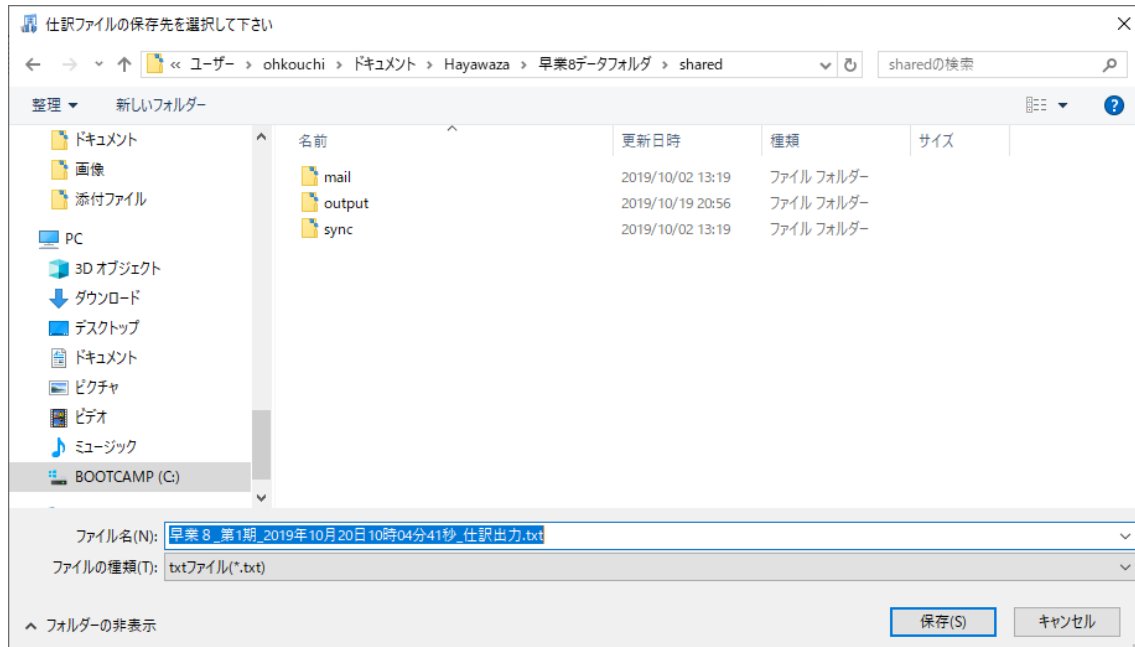 仕訳ファイルの保存先を選択して下さい
« ユーザー › ohkouchi › ドキュメント › Hayawaza › 早業8データフォルダ › shared sharedの検索
整理 新しいフォルダー
名前 更新日時 種類 サイズ
ドキュメント
画像
添付ファイル
PC
3D オブジェクト
ダウンロード
デスクトップ
ドキュメント
ピクチャ
ビデオ
ミュージック
BOOTCAMP (C:)
mail 2019/10/02 13:19 ファイル フォルダー
output 2019/10/19 20:56 ファイル フォルダー
sync 2019/10/02 13:19 ファイル フォルダー
ファイル名(N): 早業８_第1期_2019年10月20日10時04分41秒_仕訳出力.txt
ファイルの種類(T): txtファイル(*.txt)
フォルダーの非表示 保存(S) キャンセル